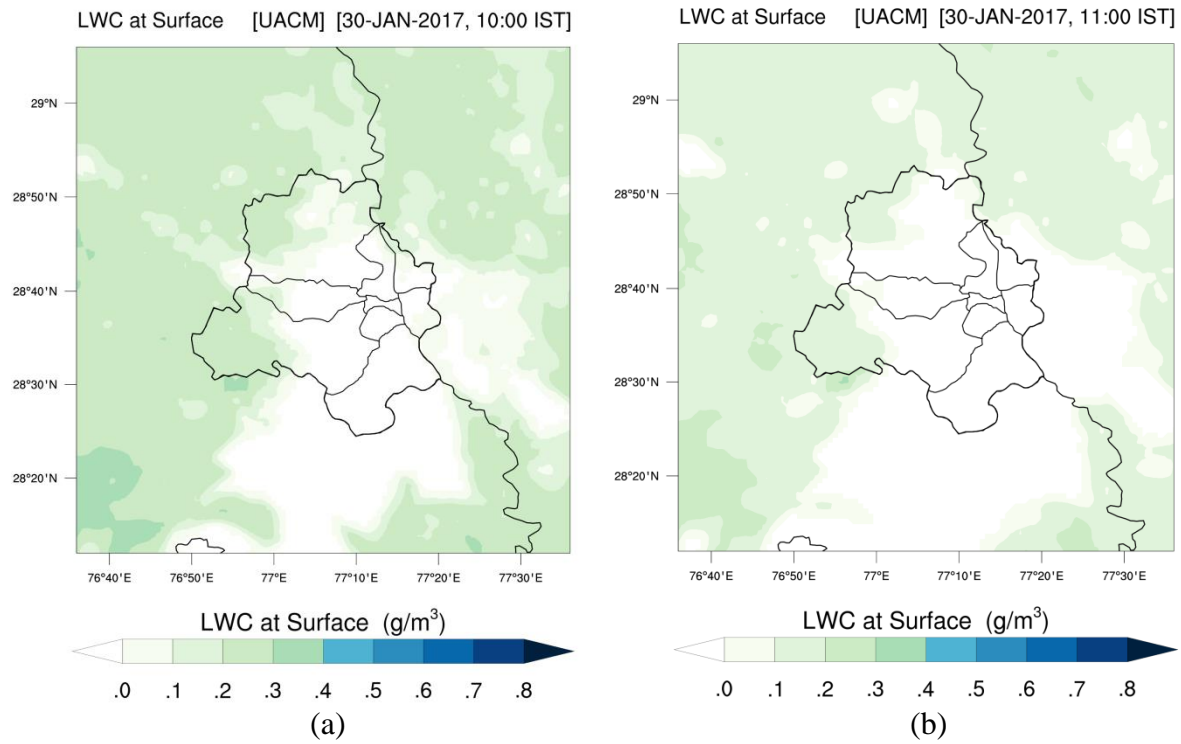 LWC at Surface [UACM] [30-JAN-2017, 10:00 IST]
29°N
28°50'N
28°40'N
28°30'N
28°20'N
76°40'E 76°50'E 77°E 77°10'E 77°20'E 77°30'E
LWC at Surface (g/m³)
.0 .1 .2 .3 .4 .5 .6 .7 .8
(a)
LWC at Surface [UACM] [30-JAN-2017, 11:00 IST]
29°N
28°50'N
28°40'N
28°30'N
28°20'N
76°40'E 76°50'E 77°E 77°10'E 77°20'E 77°30'E
LWC at Surface (g/m³)
.0 .1 .2 .3 .4 .5 .6 .7 .8
(b)